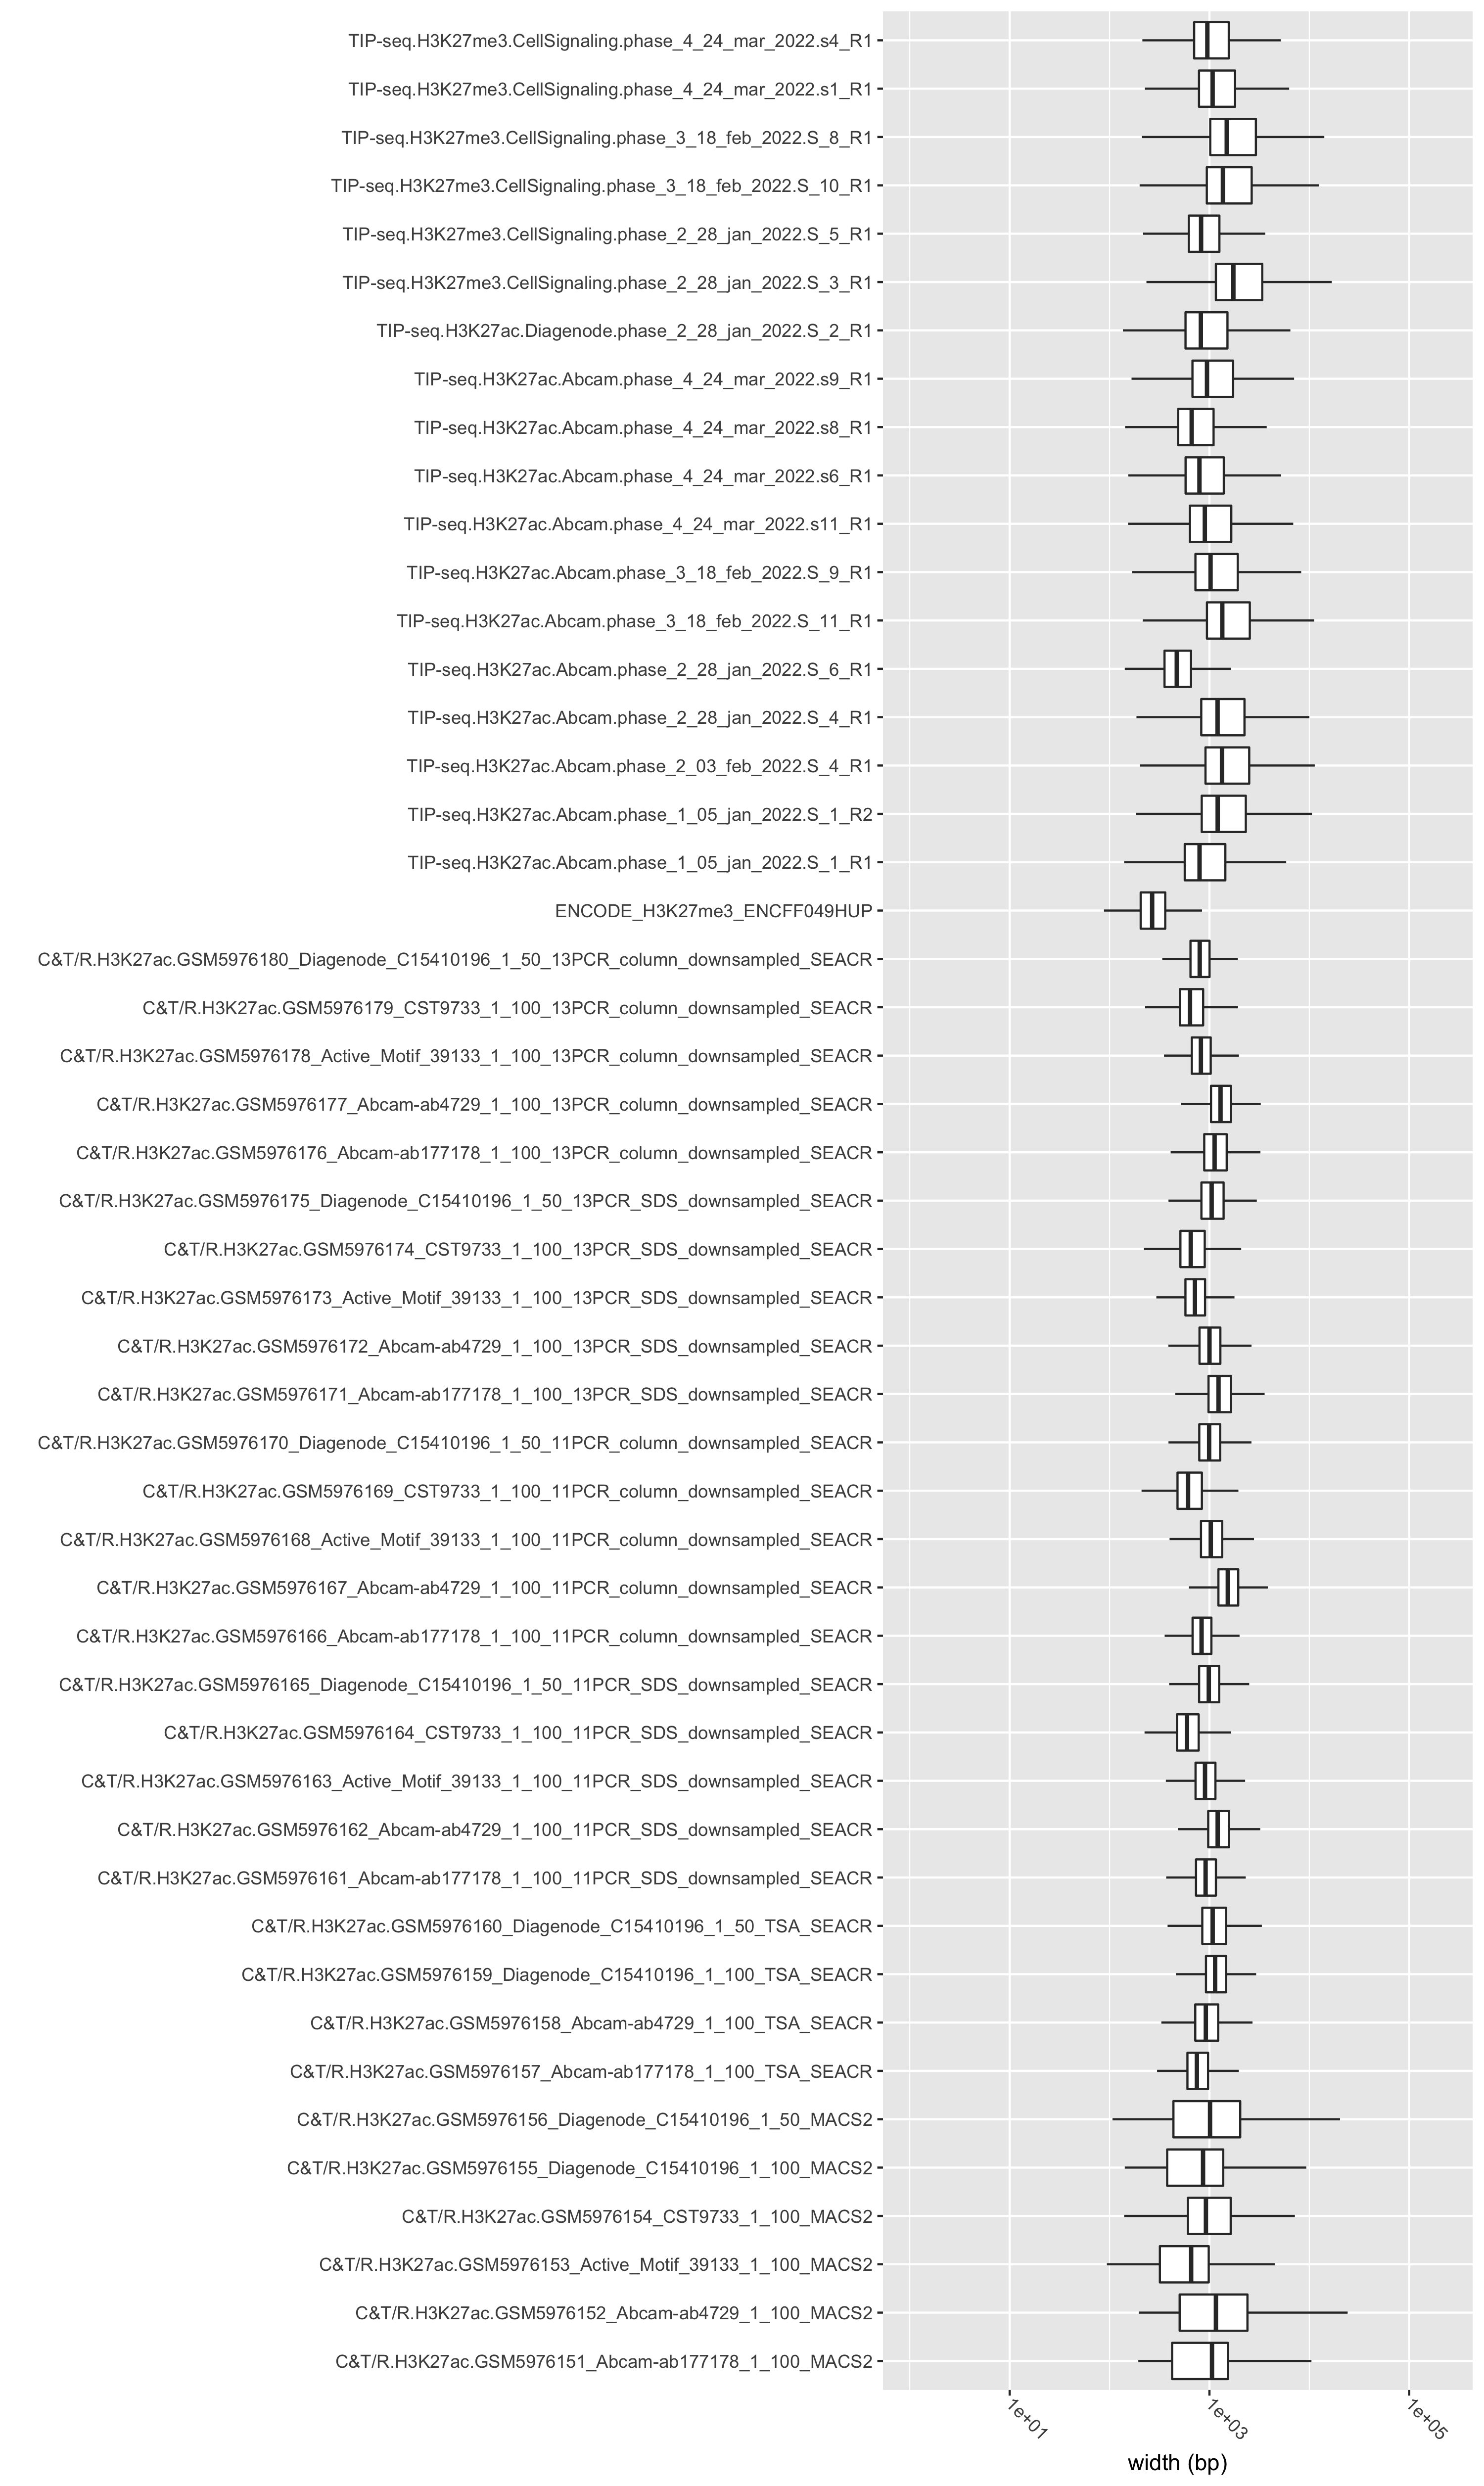 TIP-seq.H3K27me3.CellSignaling.phase_4_24_mar_2022.s4_R1
TIP-seq.H3K27me3.CellSignaling.phase_4_24_mar_2022.s1_R1
TIP-seq.H3K27me3.CellSignaling.phase_3_18_feb_2022.S_8_R1
TIP-seq.H3K27me3.CellSignaling.phase_3_18_feb_2022.S_10_R1
TIP-seq.H3K27me3.CellSignaling.phase_2_28_jan_2022.S_5_R1
TIP-seq.H3K27me3.CellSignaling.phase_2_28_jan_2022.S_3_R1
TIP-seq.H3K27ac.Diagenode.phase_2_28_jan_2022.S_2_R1
TIP-seq.H3K27ac.Abcam.phase_4_24_mar_2022.s9_R1
TIP-seq.H3K27ac.Abcam.phase_4_24_mar_2022.s8_R1
TIP-seq.H3K27ac.Abcam.phase_4_24_mar_2022.s6_R1
TIP-seq.H3K27ac.Abcam.phase_4_24_mar_2022.s11_R1
TIP-seq.H3K27ac.Abcam.phase_3_18_feb_2022.S_9_R1
TIP-seq.H3K27ac.Abcam.phase_3_18_feb_2022.S_11_R1
TIP-seq.H3K27ac.Abcam.phase_2_28_jan_2022.S_6_R1
TIP-seq.H3K27ac.Abcam.phase_2_28_jan_2022.S_4_R1
TIP-seq.H3K27ac.Abcam.phase_2_03_feb_2022.S_4_R1
TIP-seq.H3K27ac.Abcam.phase_1_05_jan_2022.S_1_R2
TIP-seq.H3K27ac.Abcam.phase_1_05_jan_2022.S_1_R1
ENCODE_H3K27me3_ENCFF049HUP
C&T/R.H3K27ac.GSM5976180_Diagenode_C15410196_1_50_13PCR_column_downsampled_SEACR
C&T/R.H3K27ac.GSM5976179_CST9733_1_100_13PCR_column_downsampled_SEACR
C&T/R.H3K27ac.GSM5976178_Active_Motif_39133_1_100_13PCR_column_downsampled_SEACR
C&T/R.H3K27ac.GSM5976177_Abcam-ab4729_1_100_13PCR_column_downsampled_SEACR
C&T/R.H3K27ac.GSM5976176_Abcam-ab177178_1_100_13PCR_column_downsampled_SEACR
C&T/R.H3K27ac.GSM5976175_Diagenode_C15410196_1_50_13PCR_SDS_downsampled_SEACR
C&T/R.H3K27ac.GSM5976174_CST9733_1_100_13PCR_SDS_downsampled_SEACR
C&T/R.H3K27ac.GSM5976173_Active_Motif_39133_1_100_13PCR_SDS_downsampled_SEACR
C&T/R.H3K27ac.GSM5976172_Abcam-ab4729_1_100_13PCR_SDS_downsampled_SEACR
C&T/R.H3K27ac.GSM5976171_Abcam-ab177178_1_100_13PCR_SDS_downsampled_SEACR
C&T/R.H3K27ac.GSM5976170_Diagenode_C15410196_1_50_11PCR_column_downsampled_SEACR
C&T/R.H3K27ac.GSM5976169_CST9733_1_100_11PCR_column_downsampled_SEACR
C&T/R.H3K27ac.GSM5976168_Active_Motif_39133_1_100_11PCR_column_downsampled_SEACR
C&T/R.H3K27ac.GSM5976167_Abcam-ab4729_1_100_11PCR_column_downsampled_SEACR
C&T/R.H3K27ac.GSM5976166_Abcam-ab177178_1_100_11PCR_column_downsampled_SEACR
C&T/R.H3K27ac.GSM5976165_Diagenode_C15410196_1_50_11PCR_SDS_downsampled_SEACR
C&T/R.H3K27ac.GSM5976164_CST9733_1_100_11PCR_SDS_downsampled_SEACR
C&T/R.H3K27ac.GSM5976163_Active_Motif_39133_1_100_11PCR_SDS_downsampled_SEACR
C&T/R.H3K27ac.GSM5976162_Abcam-ab4729_1_100_11PCR_SDS_downsampled_SEACR
C&T/R.H3K27ac.GSM5976161_Abcam-ab177178_1_100_11PCR_SDS_downsampled_SEACR
C&T/R.H3K27ac.GSM5976160_Diagenode_C15410196_1_50_TSA_SEACR
C&T/R.H3K27ac.GSM5976159_Diagenode_C15410196_1_100_TSA_SEACR
C&T/R.H3K27ac.GSM5976158_Abcam-ab4729_1_100_TSA_SEACR
C&T/R.H3K27ac.GSM5976157_Abcam-ab177178_1_100_TSA_SEACR
C&T/R.H3K27ac.GSM5976156_Diagenode_C15410196_1_50_MACS2
C&T/R.H3K27ac.GSM5976155_Diagenode_C15410196_1_100_MACS2
C&T/R.H3K27ac.GSM5976154_CST9733_1_100_MACS2
C&T/R.H3K27ac.GSM5976153_Active_Motif_39133_1_100_MACS2
C&T/R.H3K27ac.GSM5976152_Abcam-ab4729_1_100_MACS2
C&T/R.H3K27ac.GSM5976151_Abcam-ab177178_1_100_MACS2
1e+01
1e+03
1e+05
width (bp)